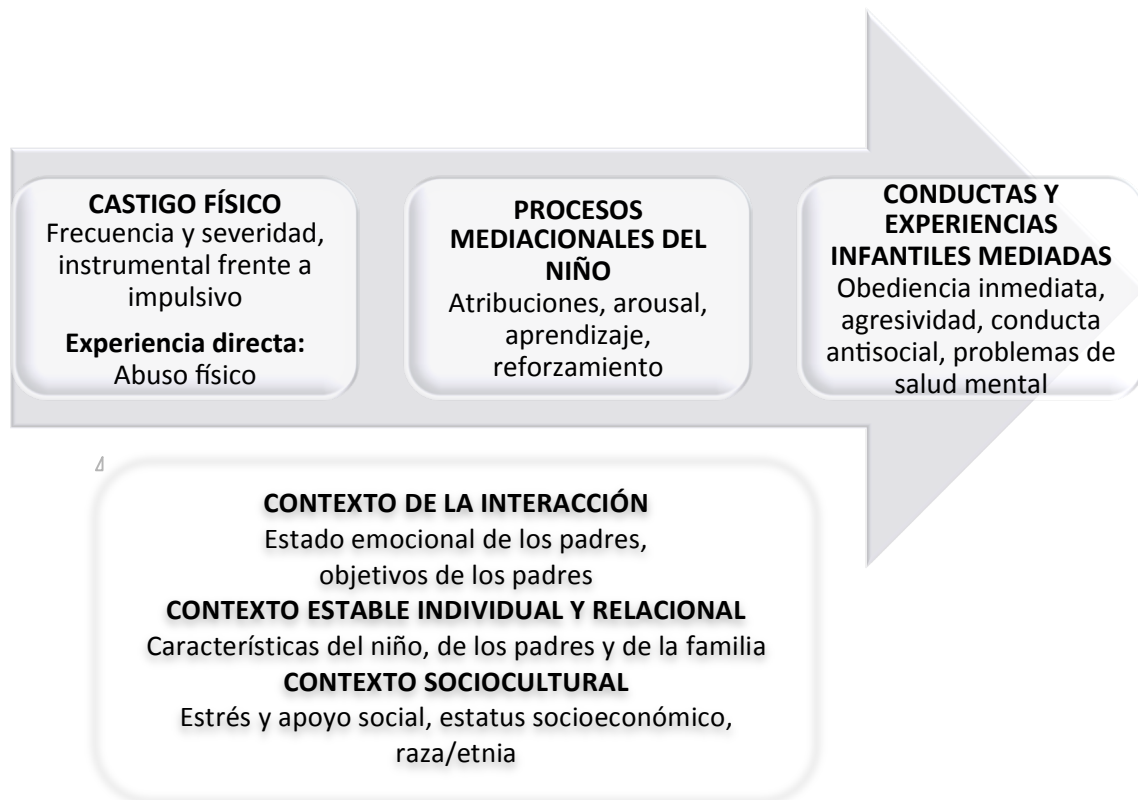 CASTIGO FÍSICO
Frecuencia y severidad,
instrumental frente a
impulsivo
Experiencia directa:
Abuso físico
PROCESOS
MEDIACIONALES DEL
NIÑO
Atribuciones, arousal,
aprendizaje,
reforzamiento
CONDUCTAS Y
EXPERIENCIAS
INFANTILES MEDIADAS
Obediencia inmediata,
agresividad, conducta
antisocial, problemas de
salud mental
CONTEXTO DE LA INTERACCIÓN
Estado emocional de los padres,
objetivos de los padres
CONTEXTO ESTABLE INDIVIDUAL Y RELACIONAL
Características del niño, de los padres y de la familia
CONTEXTO SOCIOCULTURAL
Estrés y apoyo social, estatus socioeconómico,
raza/etnia